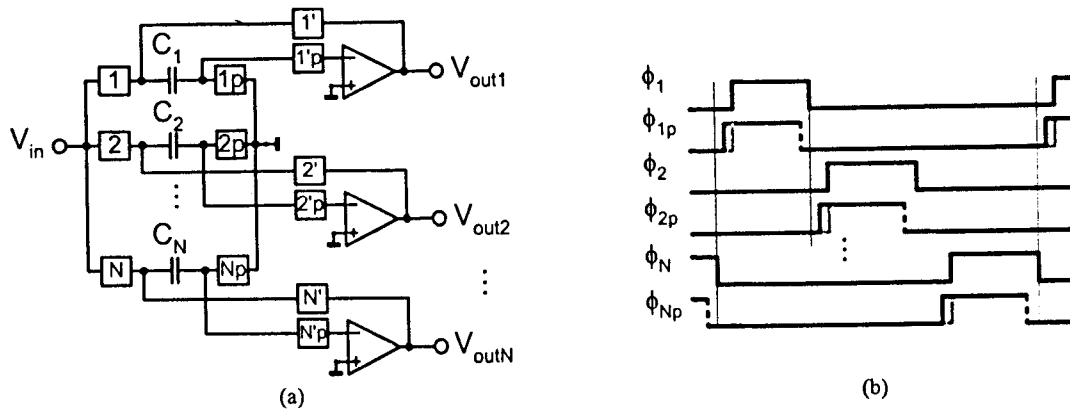 1'
C1
1'p
1
1p
Vout1
C2
Vin
2
2p
2'
2'p
Vout2
CN
N
Np
N'
N'p
VoutN
(a)
ϕ1
ϕ1p
ϕ2
ϕ2p
ϕN
ϕNp
(b)